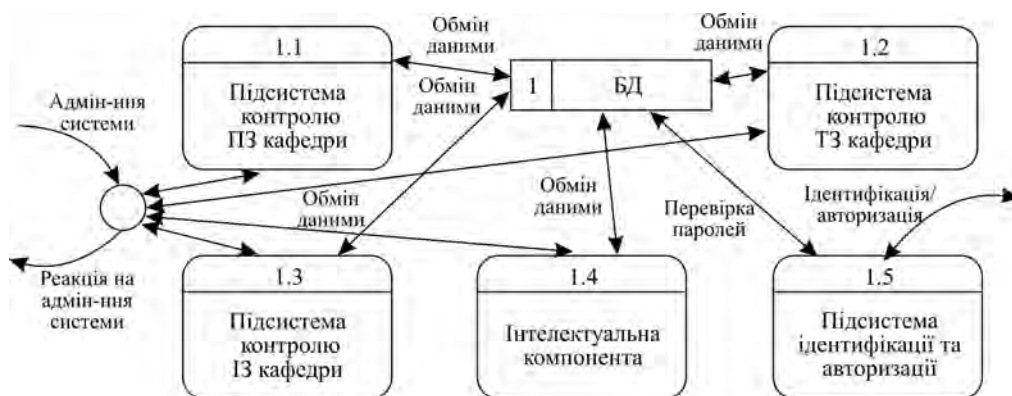 1.1
Підсистема
контролю
ПЗ кафедри
Обмін
даними
Обмін
даними
1
БД
Обмін
даними
1.2
Підсистема
контролю
ТЗ кафедри
Адмін-ння
системи
Реакція на
адмін-ння
системи
Обмін
даними
Обмін
даними
Перевірка
паролей
Ідентифікація/
авторизація
1.3
Підсистема
контролю
ІЗ кафедри
1.4
Інтелектуальна
компонента
1.5
Підсистема
ідентифікації та
авторизації